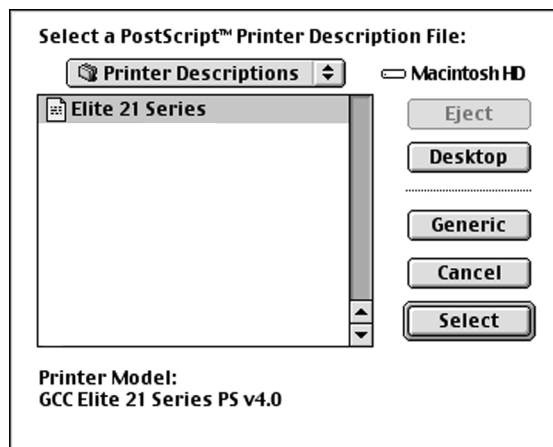 Select a PostScript™ Printer Description File:
Printer Descriptions
Macintosh HD
Elite 21 Series
Eject
Desktop
Generic
Cancel
Select
Printer Model:
GCC Elite 21 Series PS v4.0